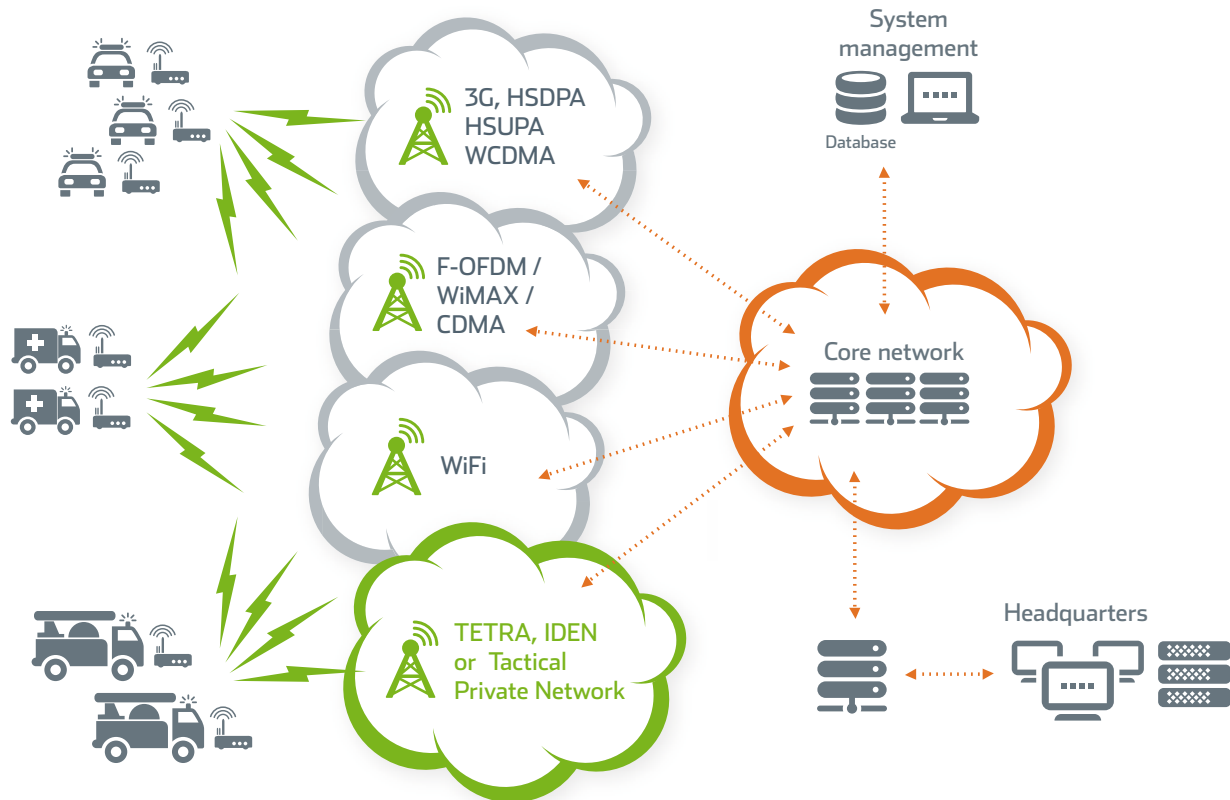 3G, HSDPA
HSUPA
WCDMA
F-OFDM /
WiMAX /
CDMA
WiFi
TETRA, IDEN
or Tactical
Private Network
System
management
Database
Core network
Headquarters